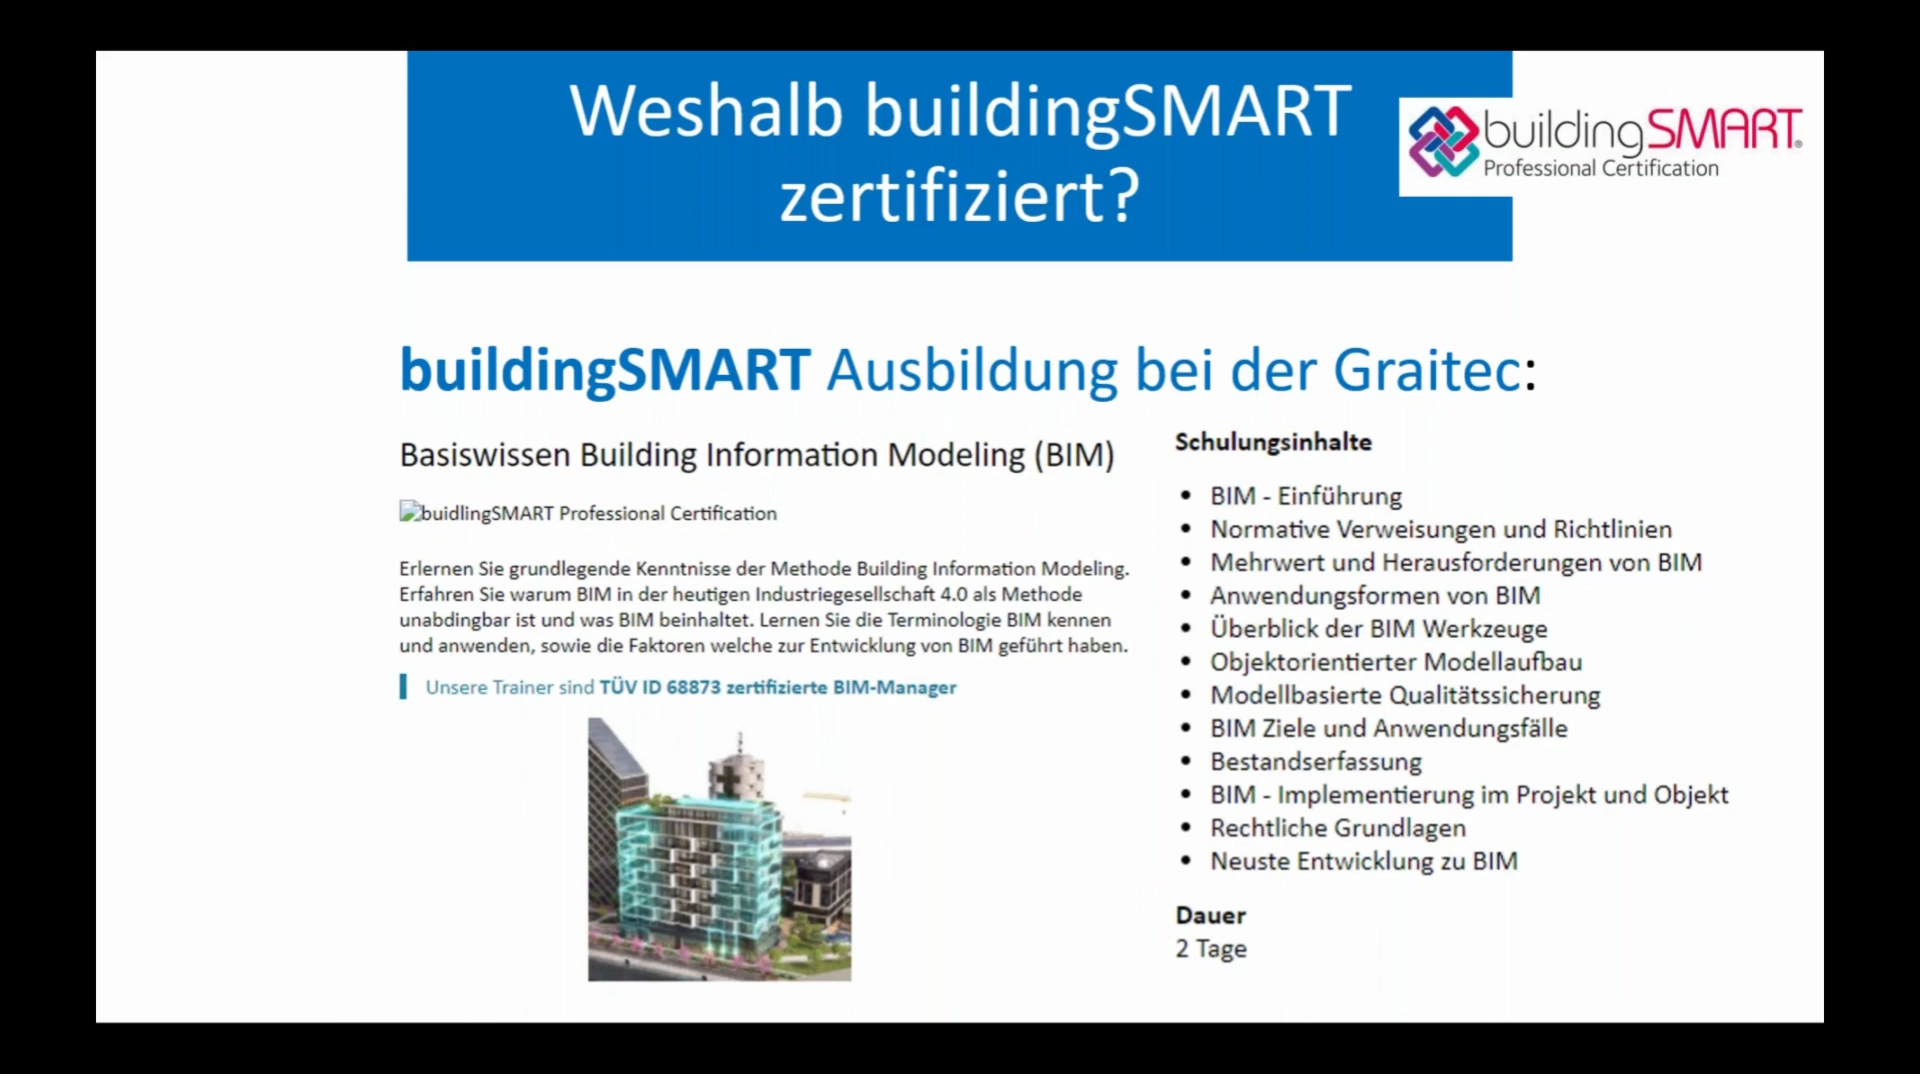 Weshalb buildingSMART
zertifiziert?
buildingSMART®
Professional Certification
buildingSMART Ausbildung bei der Graitec:
Basiswissen Building Information Modeling (BIM)
buidlingSMART Professional Certification
Erlernen Sie grundlegende Kenntnisse der Methode Building Information Modeling.
Erfahren Sie warum BIM in der heutigen Industriegesellschaft 4.0 als Methode
unabdingbar ist und was BIM beinhaltet. Lernen Sie die Terminologie BIM kennen
und anwenden, sowie die Faktoren welche zur Entwicklung von BIM geführt haben.
Unsere Trainer sind TÜV ID 68873 zertifizierte BIM-Manager
Schulungsinhalte
• BIM - Einführung
• Normative Verweisungen und Richtlinien
• Mehrwert und Herausforderungen von BIM
• Anwendungsformen von BIM
• Überblick der BIM Werkzeuge
• Objektorientierter Modellaufbau
• Modellbasierte Qualitätssicherung
• BIM Ziele und Anwendungsfälle
• Bestandserfassung
• BIM - Implementierung im Projekt und Objekt
• Rechtliche Grundlagen
• Neuste Entwicklung zu BIM
Dauer
2 Tage